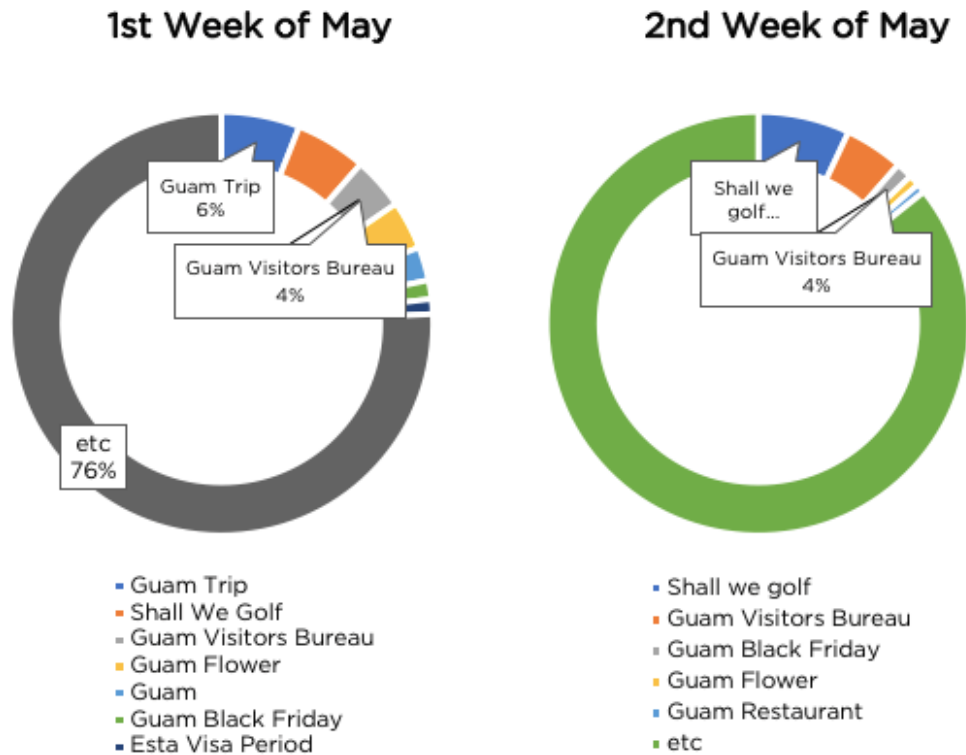 1st Week of May
Guam Trip
6%
Guam Visitors Bureau
4%
etc
76%
Guam Trip
Shall We Golf
Guam Visitors Bureau
Guam Flower
Guam
Guam Black Friday
Esta Visa Period
2nd Week of May
Shall we
golf...
Guam Visitors Bureau
4%
Shall we golf
Guam Visitors Bureau
Guam Black Friday
Guam Flower
Guam Restaurant
etc